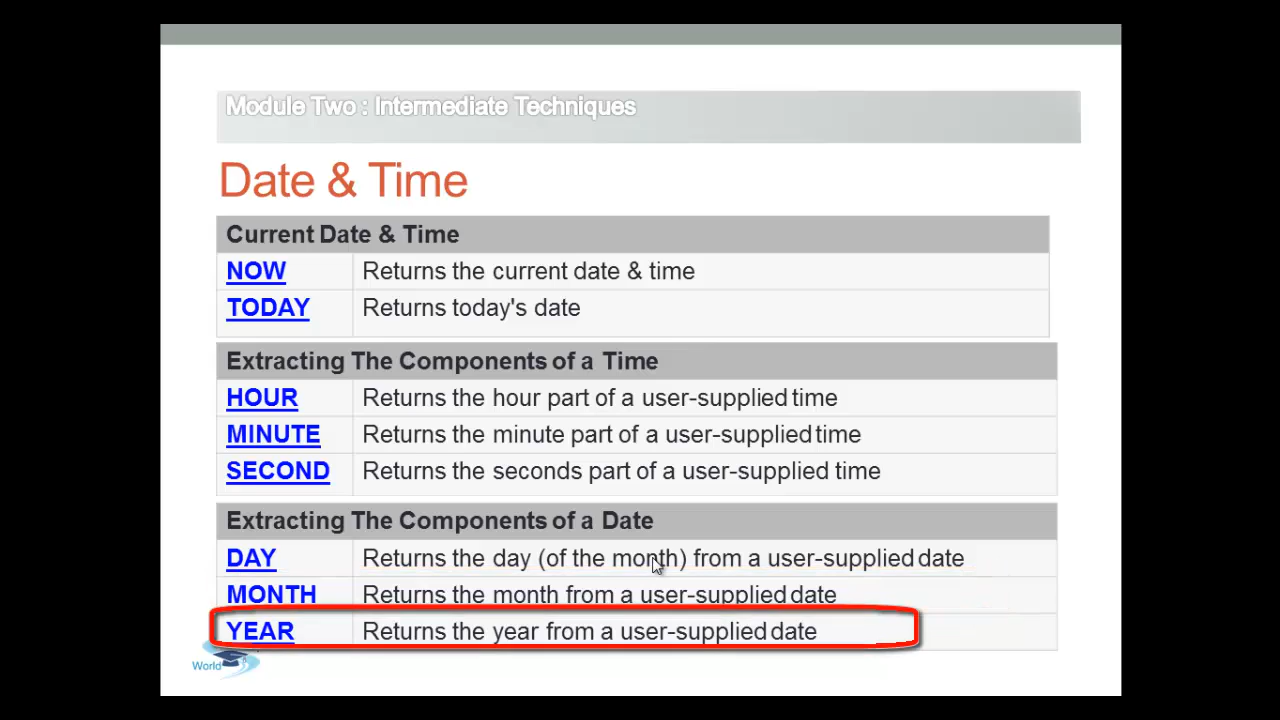 Module Two : Intermediate Techniques
Date & Time
Current Date & Time
NOW Returns the current date & time
TODAY Returns today's date
Extracting The Components of a Time
HOUR Returns the hour part of a user-supplied time
MINUTE Returns the minute part of a user-supplied time
SECOND Returns the seconds part of a user-supplied time
Extracting The Components of a Date
DAY Returns the day (of the month) from a user-supplied date
MONTH Returns the month from a user-supplied date
YEAR Returns the year from a user-supplied date
World